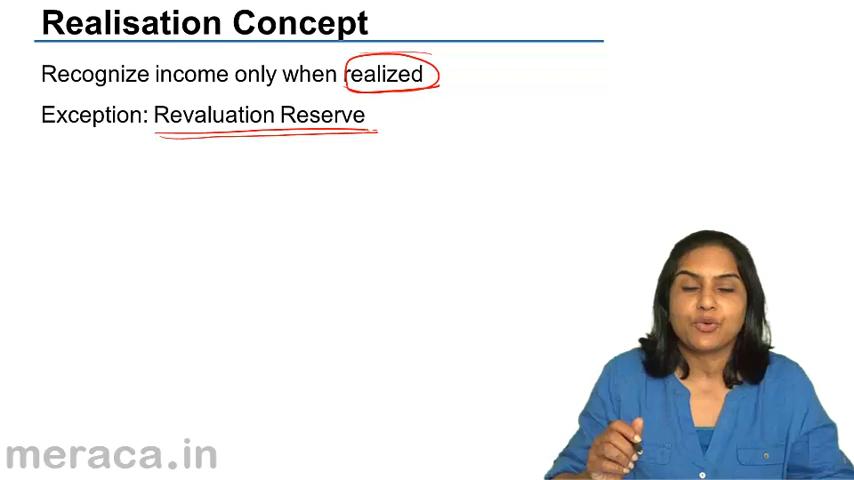 Realisation Concept
Recognize income only when realized
Exception: Revaluation Reserve
meraca.in